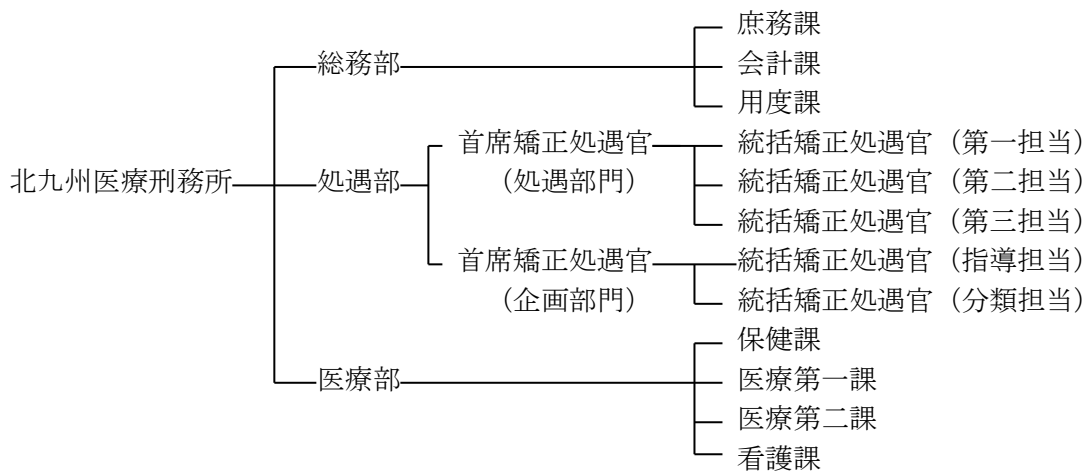 庶務課
総務部 会計課
用度課
首席矯正処遇官 統括矯正処遇官（第一担当）
北九州医療刑務所 処遇部 （処遇部門） 統括矯正処遇官（第二担当）
統括矯正処遇官（第三担当）
首席矯正処遇官 統括矯正処遇官（指導担当）
（企画部門） 統括矯正処遇官（分類担当）
保健課
医療部 医療第一課
医療第二課
看護課